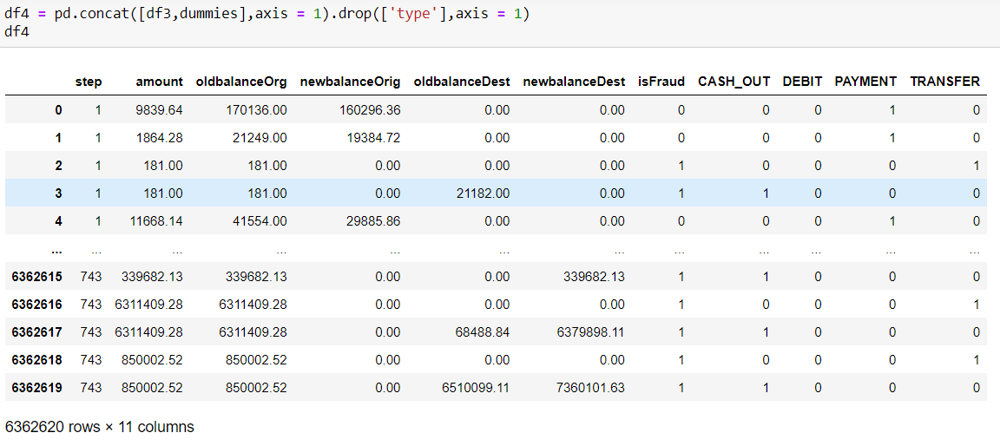 df4 = pd.concat([df3,dummies],axis = 1).drop(['type'],axis = 1)
df4
step amount oldbalanceOrg newbalanceOrig oldbalanceDest newbalanceDest isFraud CASH_OUT DEBIT PAYMENT TRANSFER
0 1 9839.64 170136.00 160296.36 0.00 0.00 0 0 0 1 0
1 1 1864.28 21249.00 19384.72 0.00 0.00 0 0 0 1 0
2 1 181.00 181.00 0.00 0.00 0.00 1 0 0 0 1
3 1 181.00 181.00 0.00 21182.00 0.00 1 1 0 0 0
4 1 11668.14 41554.00 29885.86 0.00 0.00 0 0 0 1 0
... ... ... ... ... ... ... ... ... ... ... ...
6362615 743 339682.13 339682.13 0.00 0.00 339682.13 1 1 0 0 0
6362616 743 6311409.28 6311409.28 0.00 0.00 0.00 1 0 0 0 1
6362617 743 6311409.28 6311409.28 0.00 68488.84 6379898.11 1 1 0 0 0
6362618 743 850002.52 850002.52 0.00 0.00 0.00 1 0 0 0 1
6362619 743 850002.52 850002.52 0.00 6510099.11 7360101.63 1 1 0 0 0
6362620 rows × 11 columns